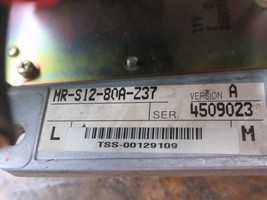 MR-S12-80A-Z37 VERSION A
SER. 4509023
L M
TSS-00129109